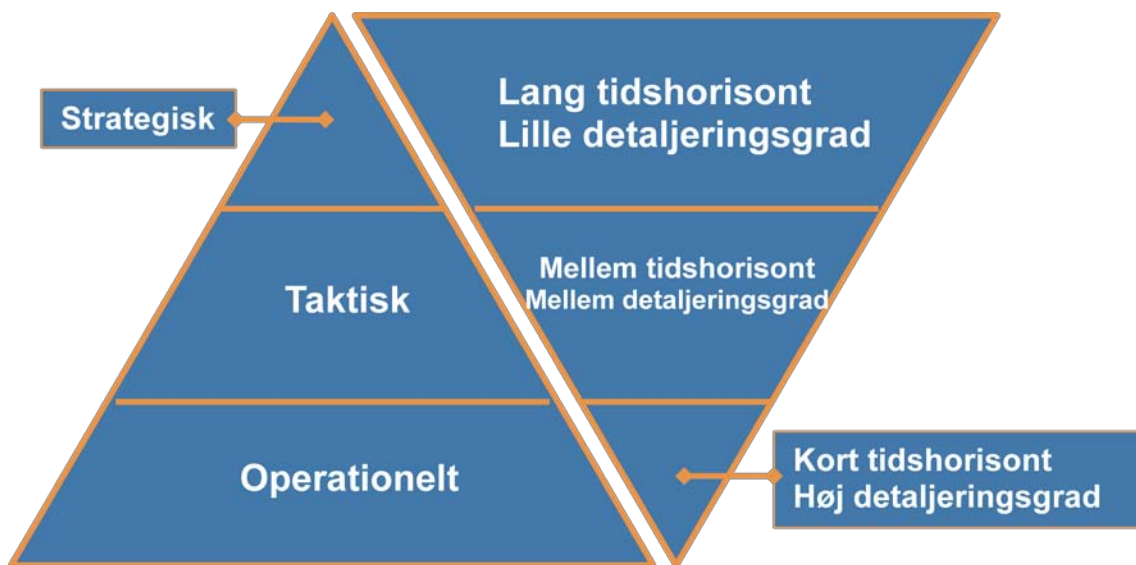 Strategisk
Lang tidshorisont
Lille detaljeringsgrad
Taktisk
Mellem tidshorisont
Mellem detaljeringsgrad
Operationelt
Kort tidshorisont
Høj detaljeringsgrad